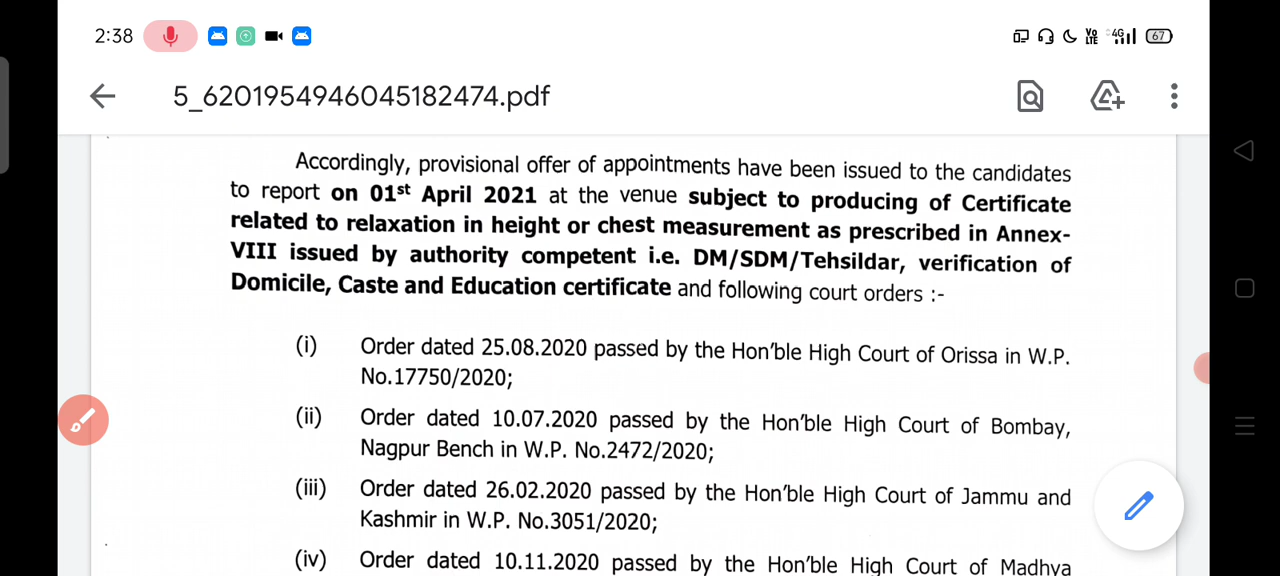 2:38
VO LTE 4G 67
5_6201954946045182474.pdf
Accordingly, provisional offer of appointments have been issued to the candidates
to report on 01st April 2021 at the venue subject to producing of Certificate
related to relaxation in height or chest measurement as prescribed in Annex-
VIII issued by authority competent i.e. DM/SDM/Tehsildar, verification of
Domicile, Caste and Education certificate and following court orders :-
(i) Order dated 25.08.2020 passed by the Hon'ble High Court of Orissa in W.P.
No.17750/2020;
(ii) Order dated 10.07.2020 passed by the Hon'ble High Court of Bombay,
Nagpur Bench in W.P. No.2472/2020;
(iii) Order dated 26.02.2020 passed by the Hon'ble High Court of Jammu and
Kashmir in W.P. No.3051/2020;
(iv) Order dated 10.11.2020 passed by the Hon'ble High Court of Madhya